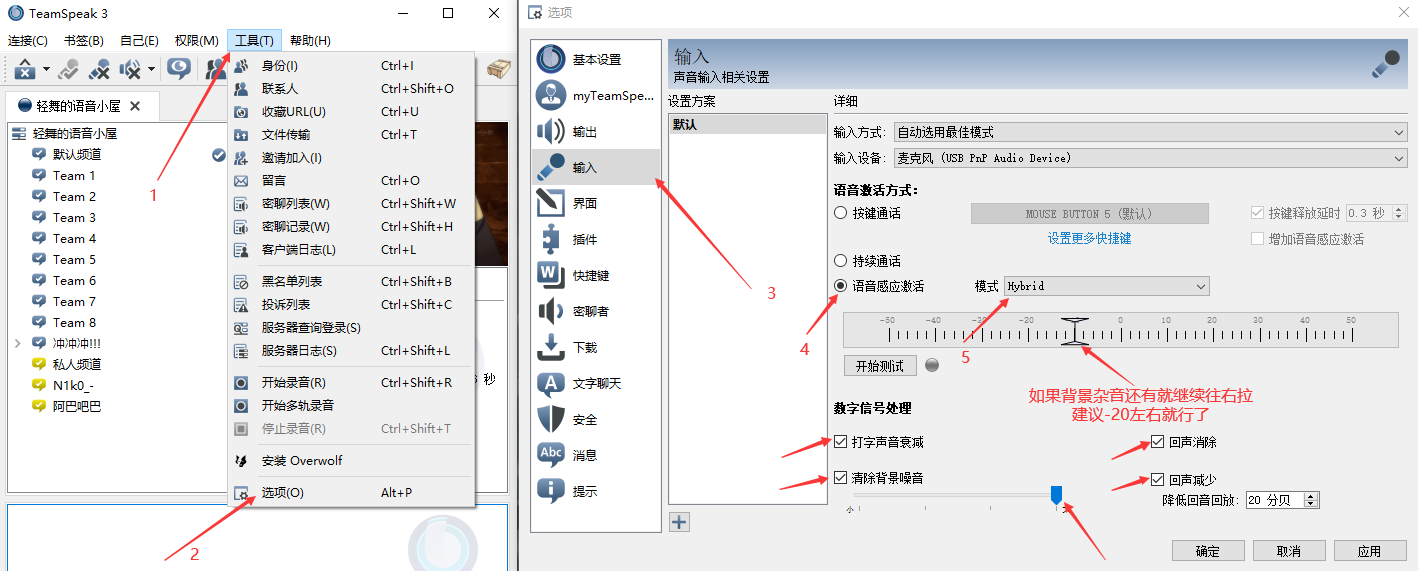 TeamSpeak 3
连接(C) 书签(B) 自己(E) 权限(M) 工具(T) 帮助(H)
轻舞的语音小屋
轻舞的语音小屋
默认频道
Team 1
Team 2
Team 3
Team 4
Team 5
Team 6
Team 7
Team 8
冲冲冲!!!
私人频道
N1k0_-
阿巴吧巴
身份(I) Ctrl+I
联系人 Ctrl+Shift+O
收藏URL(U) Ctrl+U
文件传输 Ctrl+T
邀请加入(I)
留言 Ctrl+O
密聊列表(W) Ctrl+Shift+W
密聊记录(W) Ctrl+Shift+H
客户端日志(L) Ctrl+L
黑名单列表 Ctrl+Shift+B
投诉列表 Ctrl+Shift+C
服务器查询登录(S)
服务器日志(S) Ctrl+Shift+L
开始录音(R) Ctrl+Shift+R
开始多轨录音
停止录音(R) Ctrl+Shift+T
安装 Overwolf
选项(O) Alt+P
秒
1
2
选项
基本设置
myTeamSpe...
输出
输入
界面
插件
快捷键
密聊者
下载
文字聊天
安全
消息
提示
输入
声音输入相关设置
设置方案
默认
3
详细
输入方式: 自动选用最佳模式
输入设备: 麦克风 (USB PnP Audio Device)
语音激活方式:
按键通话 MOUSE BUTTON 5 (默认) 按键释放延时 0.3 秒
设置更多快捷键 增加语音感应激活
持续通话
语音感应激活 模式 Hybrid
-50 -40 -30 -20 0 10 20 30 40 50
4
5
开始测试
如果背景杂音还有就继续往右拉
建议-20左右就行了
数字信号处理
打字声音衰减 回声消除
清除背景噪音 回声减少
小 大
降低回音回放: 20 分贝
确定 取消 应用